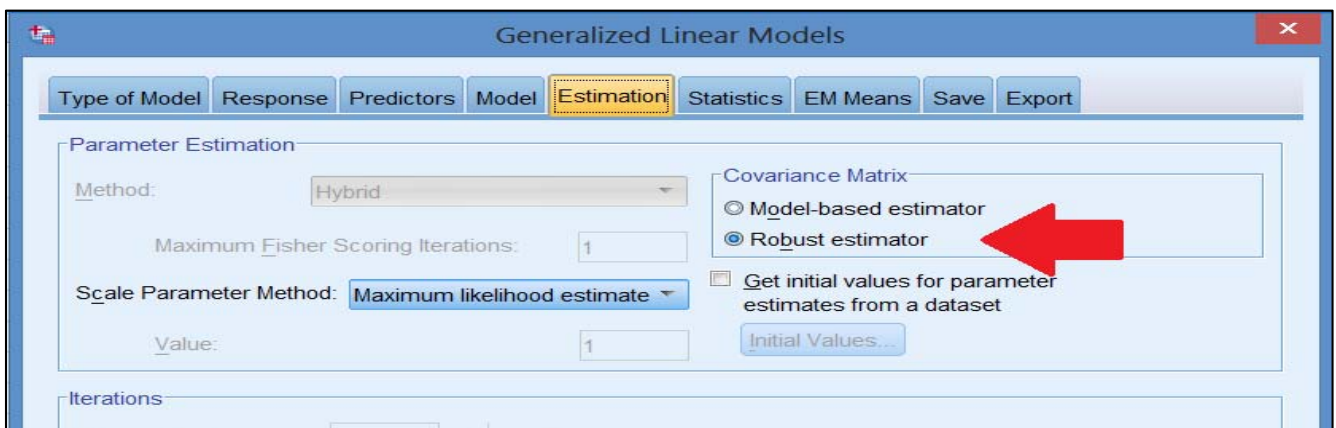 Generalized Linear Models
Type of Model Response Predictors Model Estimation Statistics EM Means Save Export
Parameter Estimation
Method: Hybrid
Maximum Fisher Scoring Iterations: 1
Scale Parameter Method: Maximum likelihood estimate
Value: 1
Covariance Matrix
Model-based estimator
Robust estimator
Get initial values for parameter
estimates from a dataset
Initial Values...
Iterations